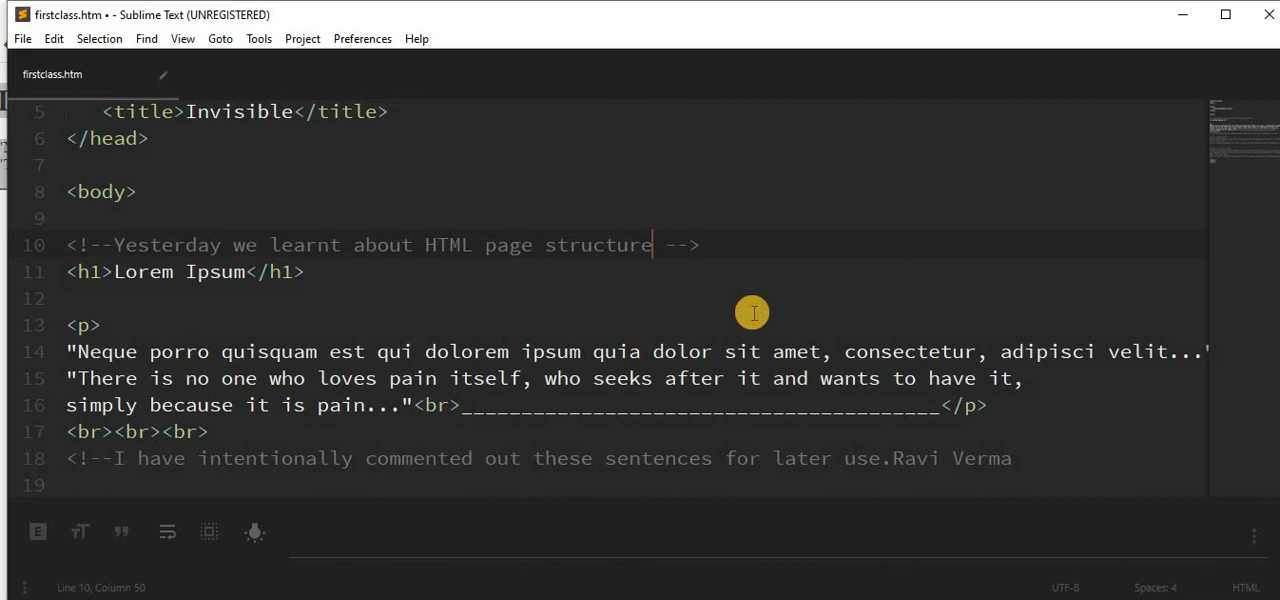 firstclass.htm • - Sublime Text (UNREGISTERED)
File Edit Selection Find View Goto Tools Project Preferences Help
firstclass.htm
5 <title>Invisible</title>
6 </head>
7
8 <body>
9
10 <!--Yesterday we learnt about HTML page structure -->
11 <h1>Lorem Ipsum</h1>
12
13 <p>
14 "Neque porro quisquam est qui dolorem ipsum quia dolor sit amet, consectetur, adipisci velit..."
15 "There is no one who loves pain itself, who seeks after it and wants to have it,
16 simply because it is pain..."<br>________________________________________</p>
17 <br><br><br>
18 <!--I have intentionally commented out these sentences for later use.Ravi Verma
19
Line 10, Column 50 UTF-8 Spaces: 4 HTML